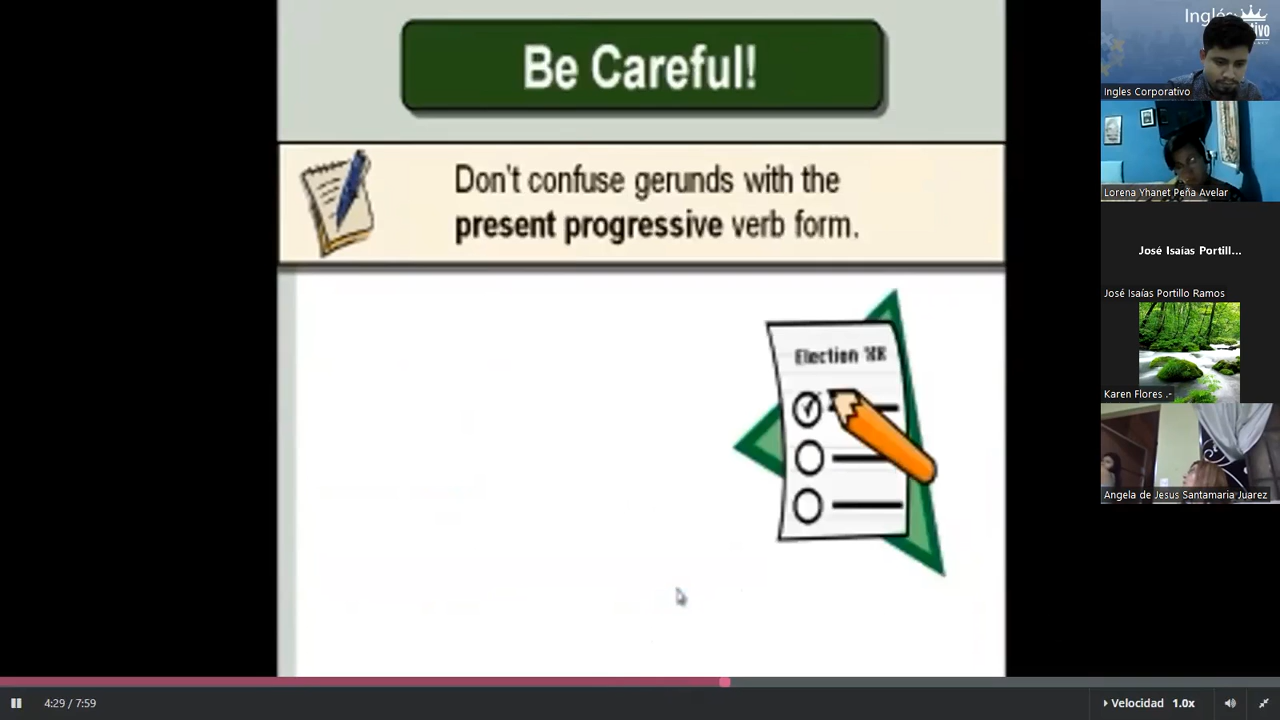 Be Careful!
Don't confuse gerunds with the
present progressive verb form.
Election
Inglés
Ingles Corporativo
Lorena Yhanet Peña Avelar
José Isaías Portill...
José Isaías Portillo Ramos
Karen Flores .-
Angela de Jesus Santamaria Juarez
4:29 / 7:59
Velocidad 1.0x